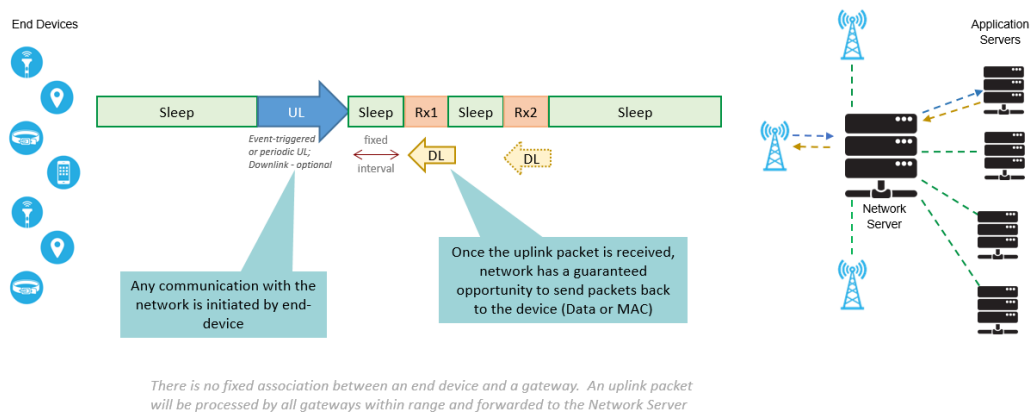 End Devices
Application
Servers
Sleep
UL
Sleep
Rx1
Sleep
Rx2
Sleep
Event-triggered
or periodic UL;
Downlink - optional
fixed
interval
DL
DL
Network
Server
Any communication with the
network is initiated by end-
device
Once the uplink packet is received,
network has a guaranteed
opportunity to send packets back
to the device (Data or MAC)
There is no fixed association between an end device and a gateway. An uplink packet
will be processed by all gateways within range and forwarded to the Network Server